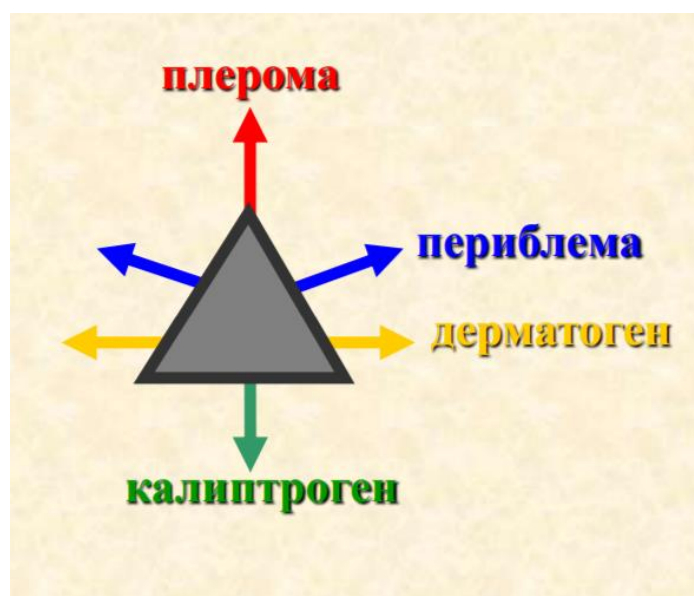 плерома
периблема
дерматоген
калиптроген